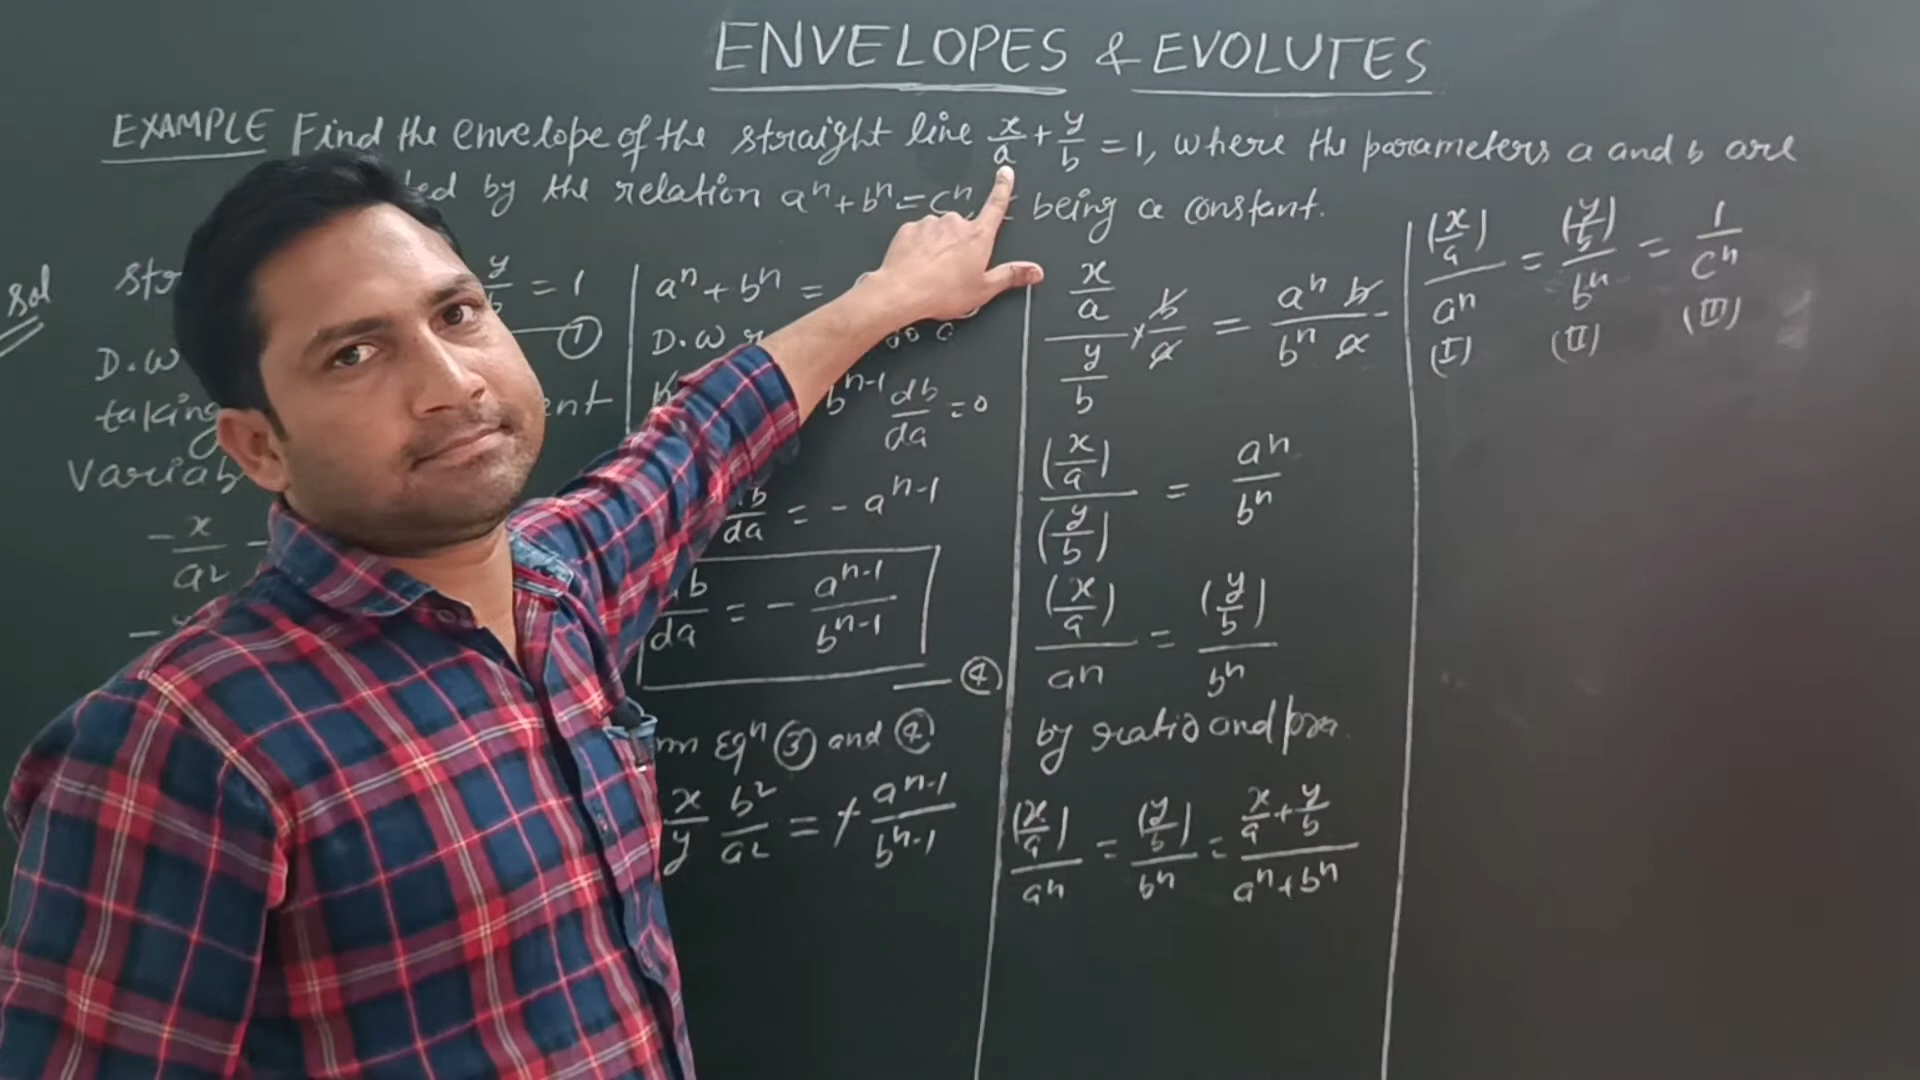 ENVELOPES & EVOLUTES
EXAMPLE Find the envelope of the straight line x/a + y/b = 1, where the parameters a and b are
by the relation aⁿ + bⁿ = cⁿ, being a constant.
Sol
y/b = 1
①
D.W
taking
Variab
- x/a² -
aⁿ + bⁿ =
D.W.r
bⁿ⁻¹ db/da = 0
/da = - aⁿ⁻¹
b/da = - aⁿ⁻¹/bⁿ⁻¹
④
Eqⁿ ③ and ④
x/y b²/a² = + aⁿ⁻¹/bⁿ⁻¹
(x/a)/(y/b) × b/a = aⁿ b/bⁿ a
(x/a)/(y/b) = aⁿ/bⁿ
(x/a)/aⁿ = (y/b)/bⁿ
by ratio and pro.
(x/a)/aⁿ = (y/b)/bⁿ = (x/a + y/b)/(aⁿ + bⁿ)
(x/a)/aⁿ = (y/b)/bⁿ = 1/cⁿ
(I) (II) (III)